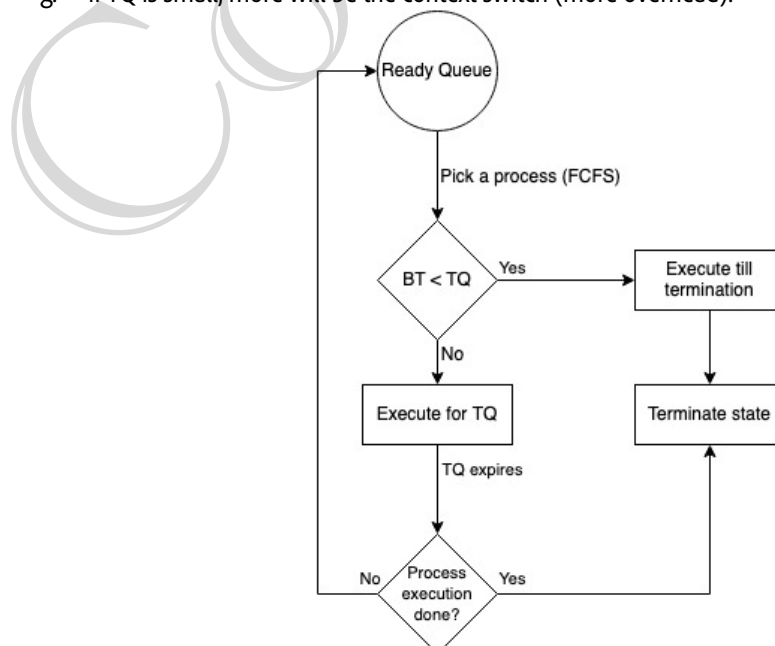 g. If TQ is small, more will be the context switch (more overhead).
Ready Queue
Pick a process (FCFS)
BT < TQ
Yes
Execute till
termination
No
Execute for TQ
Terminate state
TQ expires
No
Process
execution
done?
Yes